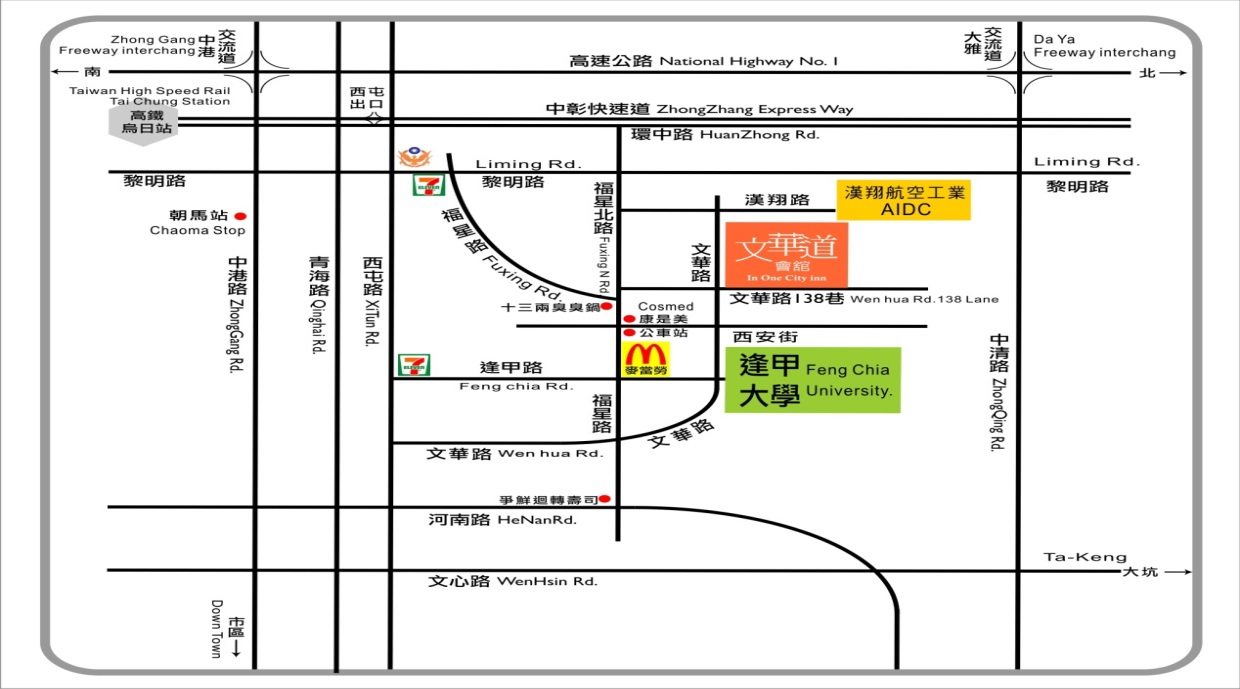 Zhong Gang
Freeway interchang
中港
交流道
大雅
交流道
Da Ya
Freeway interchang
高速公路 National Highway No. 1
南
北
Taiwan High Speed Rail
Tai Chung Station
高鐵
烏日站
西屯
出口
中彰快速道 ZhongZhang Express Way
環中路 HuanZhong Rd.
Liming Rd.
黎明路
黎明路
Liming Rd.
黎明路
7
ELEVEN
朝馬站
Chaoma Stop
福星路 Fuxing Rd.
福星北路 Fuxing N Rd
漢翔路
漢翔航空工業
AIDC
文華路
文華道
會館
In One City inn
中港路 ZhongGang Rd.
青海路 Qinghai Rd.
西屯路 XiTun Rd.
文華路138巷 Wen hua Rd.138 Lane
十三兩臭臭鍋
Cosmed
康是美
公車站
西安街
麥當勞
7
ELEVEN
逢甲路
Feng chia Rd.
逢甲
大學
Feng Chia
University.
中清路 ZhongQing Rd.
福星路
文華路
文華路 Wen hua Rd.
爭鮮迴轉壽司
河南路 HeNanRd.
Ta-Keng
大坑
文心路 WenHsin Rd.
Down Town
市區